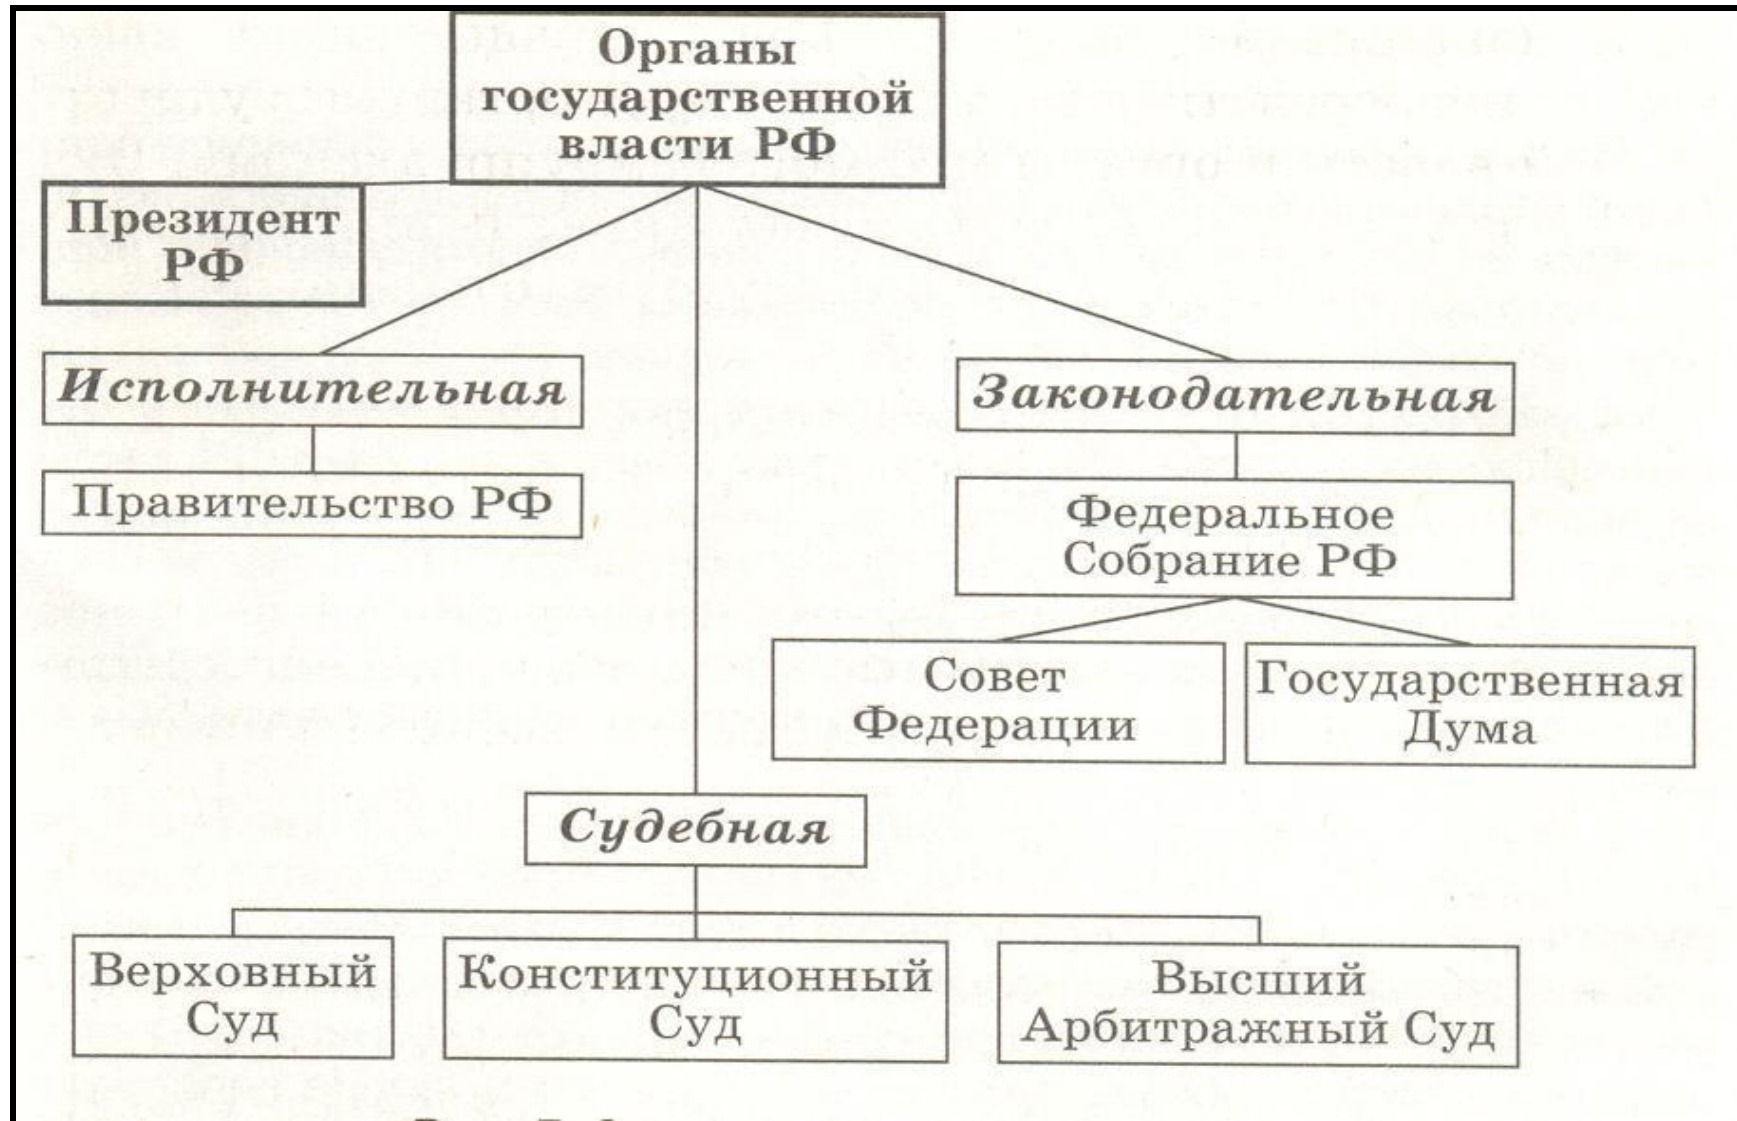 Органы
государственной
власти РФ
Президент
РФ
Исполнительная
Законодательная
Правительство РФ
Федеральное
Собрание РФ
Совет
Федерации
Государственная
Дума
Судебная
Верховный
Суд
Конституционный
Суд
Высший
Арбитражный Суд